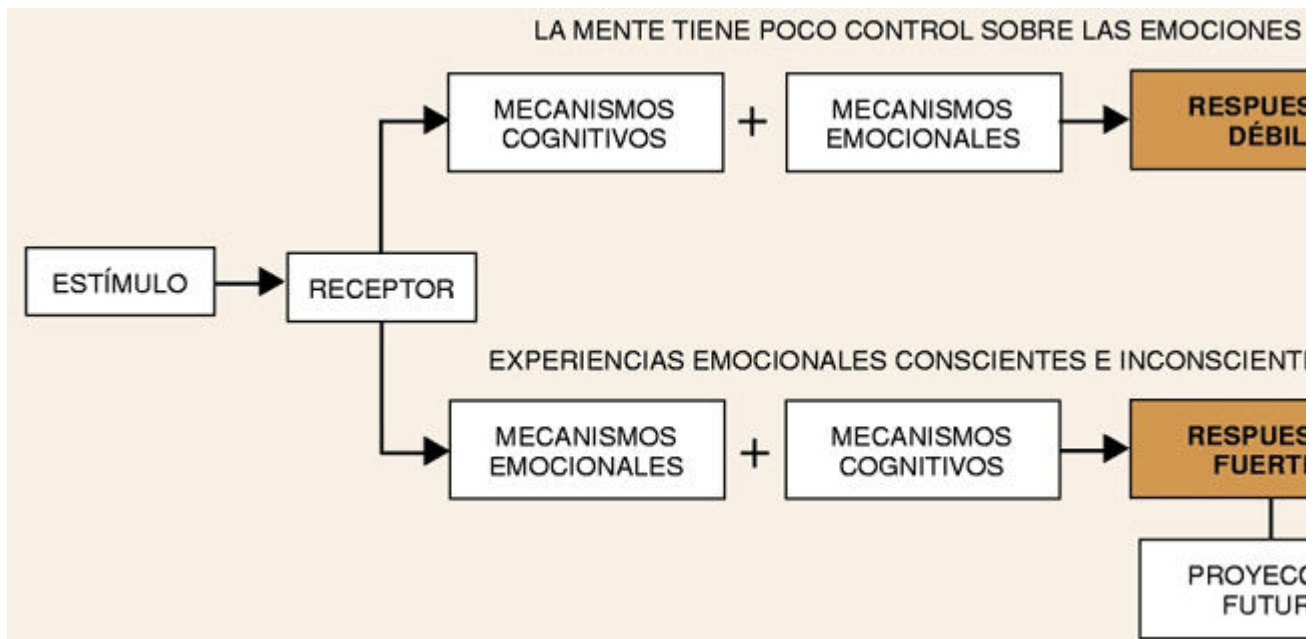 LA MENTE TIENE POCO CONTROL SOBRE LAS EMOCIONES
MECANISMOS
COGNITIVOS
+
MECANISMOS
EMOCIONALES
DÉBIL
ESTÍMULO
RECEPTOR
EXPERIENCIAS EMOCIONALES CONSCIENTES E
MECANISMOS
EMOCIONALES
+
MECANISMOS
COGNITIVOS